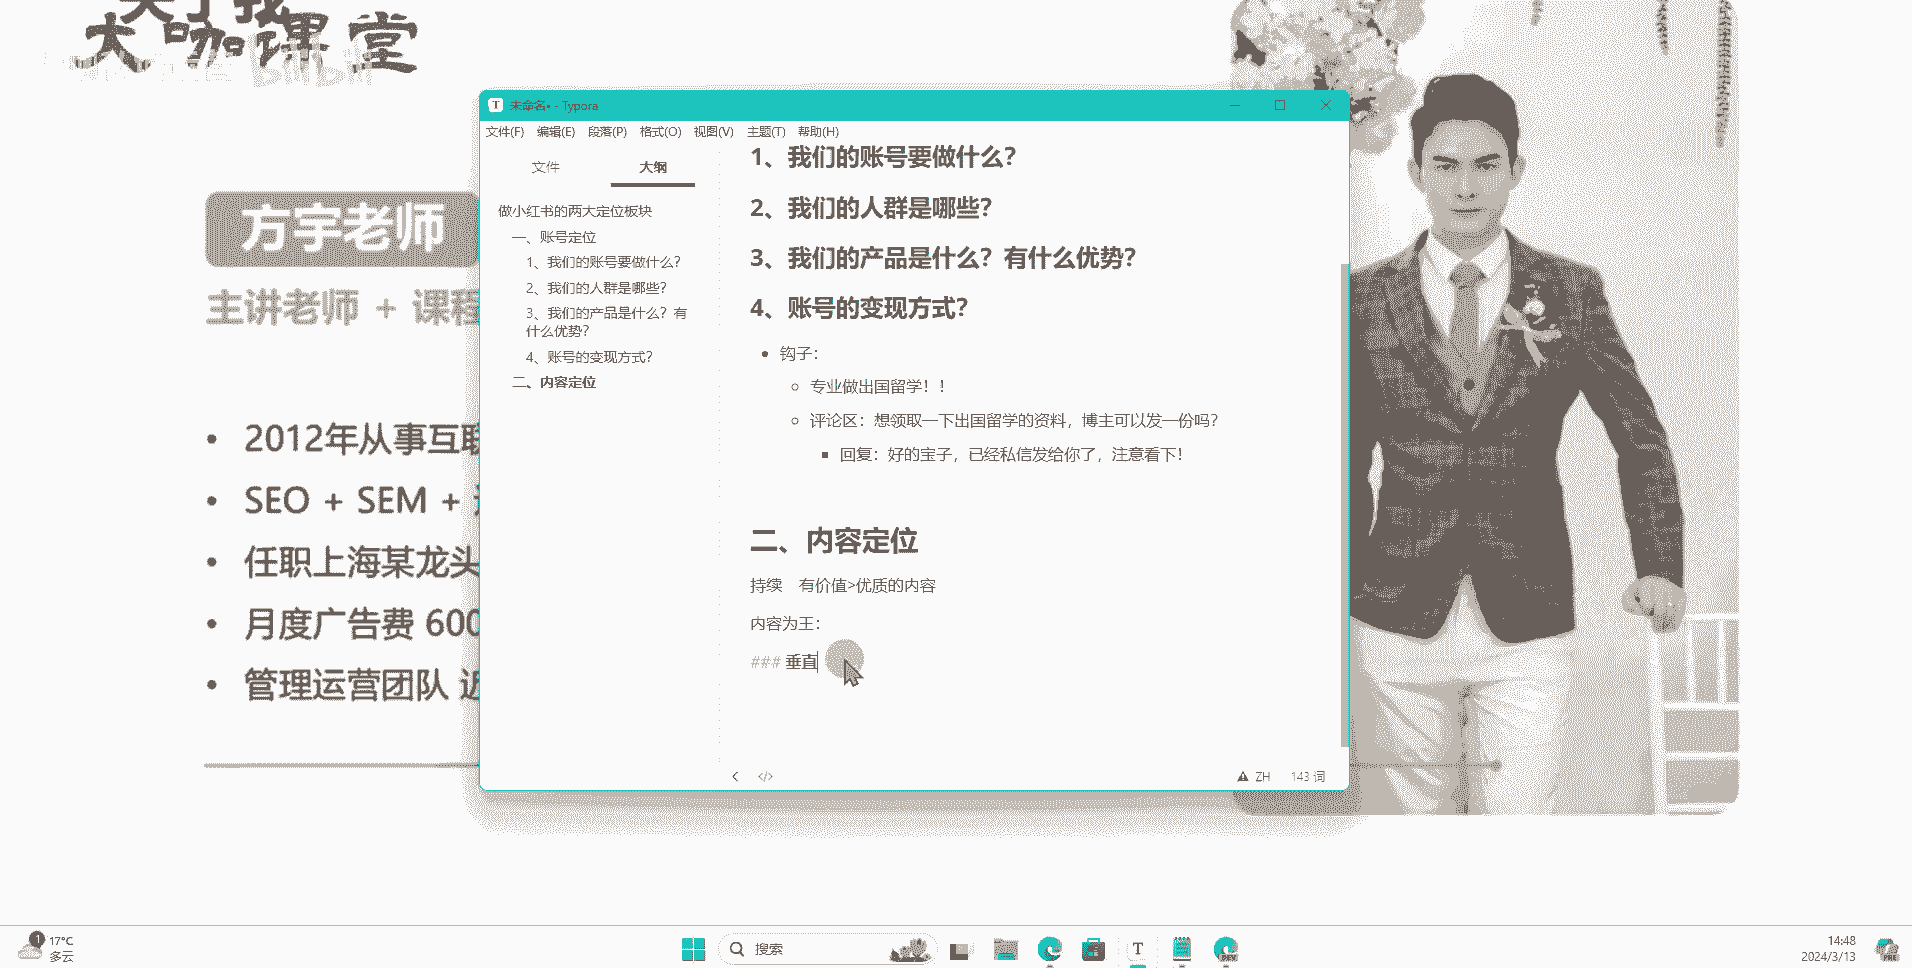 大咖课堂
bilibili
方宇老师
主讲老师 + 课程
2012年从事互联
SEO + SEM +
任职上海某龙头
月度广告费 600
管理运营团队 近
未命名• - Typora
文件(F) 编辑(E) 段落(P) 格式(O) 视图(V) 主题(T) 帮助(H)
文件 大纲
做小红书的两大定位板块
一、账号定位
1、我们的账号要做什么?
2、我们的人群是哪些?
3、我们的产品是什么? 有
什么优势?
4、账号的变现方式?
二、内容定位
1、我们的账号要做什么?
2、我们的人群是哪些?
3、我们的产品是什么? 有什么优势?
4、账号的变现方式?
钩子:
专业做出国留学! !
评论区: 想领取一下出国留学的资料, 博主可以发一份吗?
回复: 好的宝子, 已经私信发给你了, 注意看下!
二、内容定位
持续 有价值>优质的内容
内容为王:
### 垂直
</> ZH 143 词
1
17°C
多云
搜索
T
DEV
14:48
2024/3/13
PRE